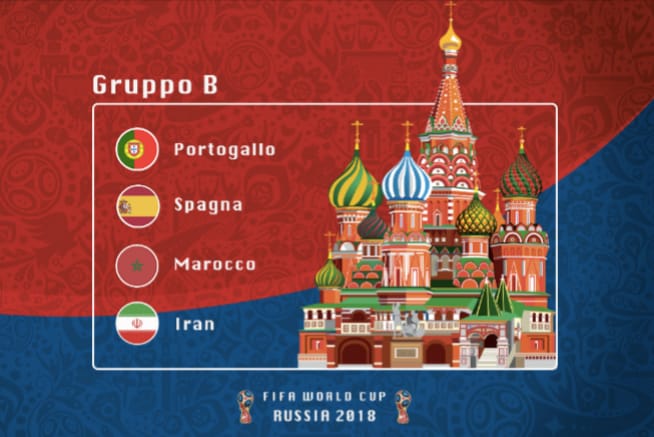 Gruppo B
Portogallo
Spagna
Marocco
Iran
FIFA WORLD CUP
RUSSIA 2018